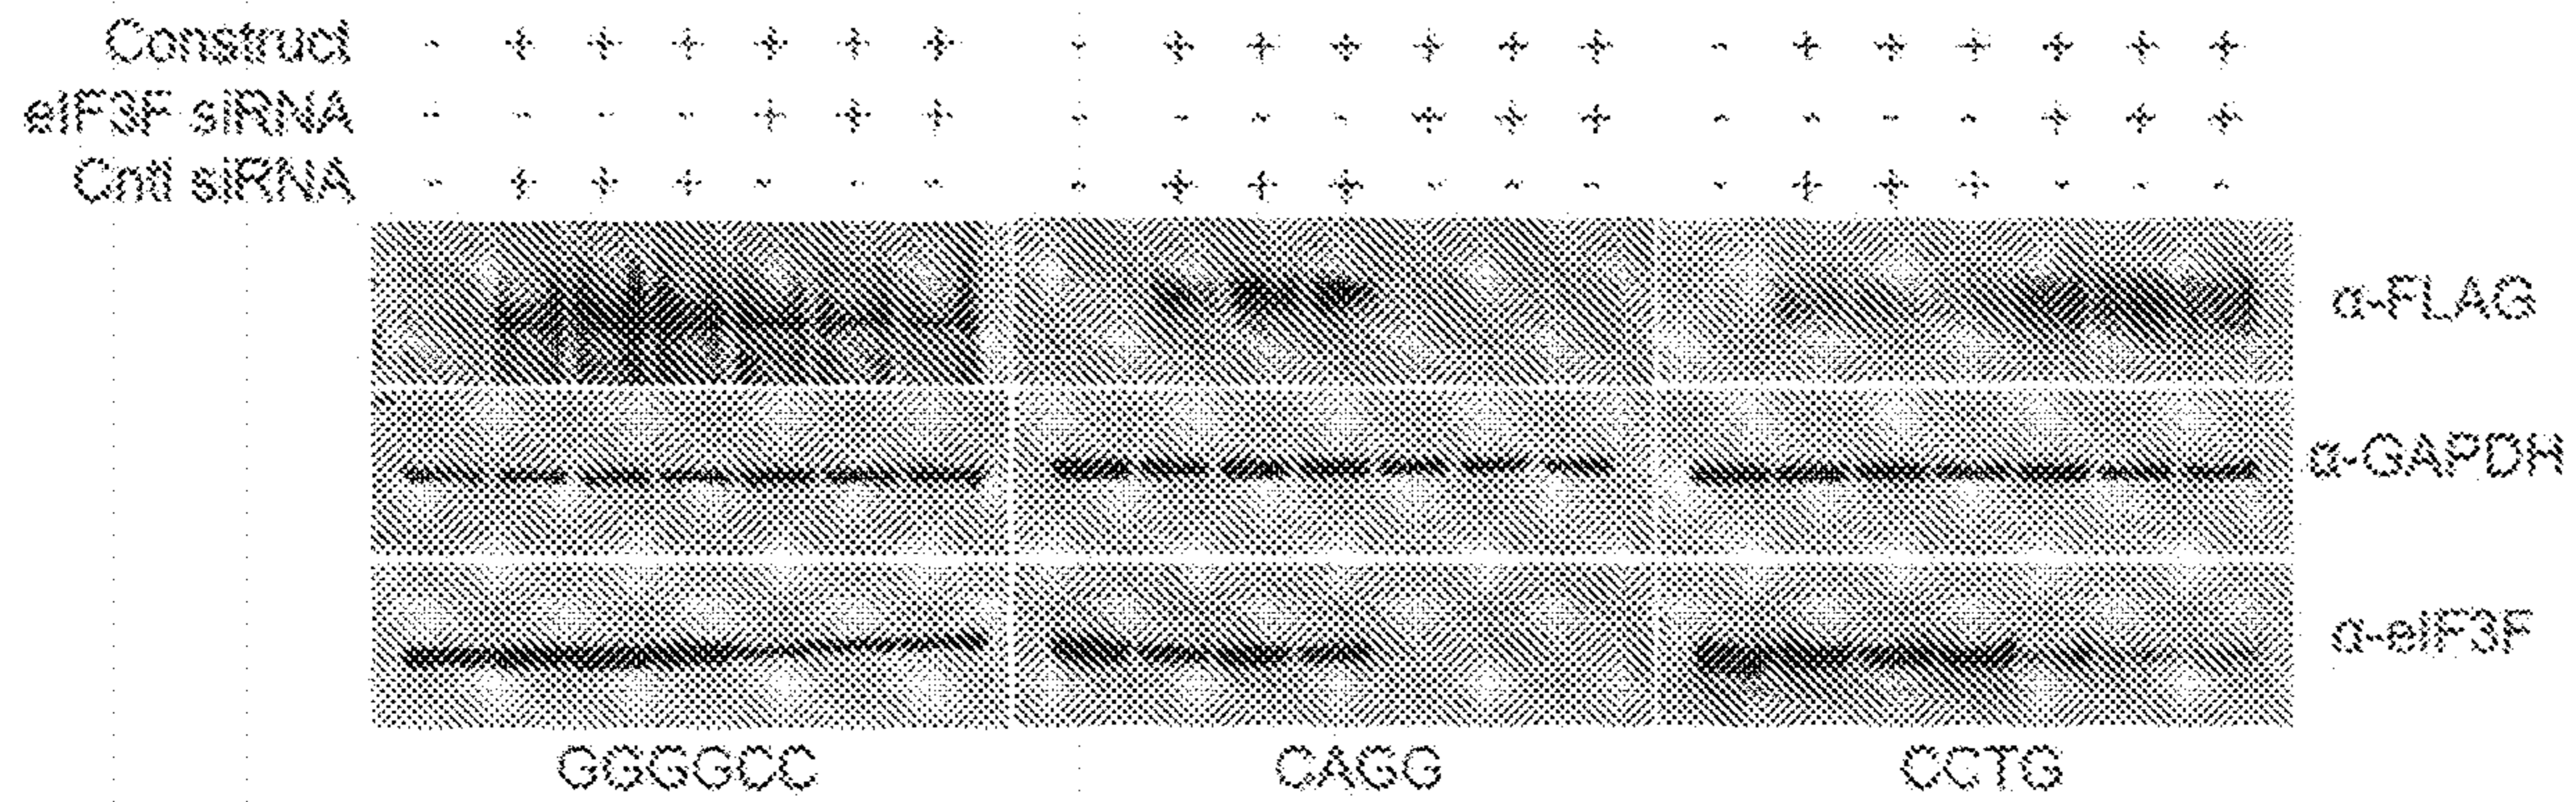 Construct - + + + + + + - + + + + + + - + + + + + +
eIF3F siRNA - - - - + + + - - - - + + + - - - - + + +
Cntl siRNA - + + + - - - - + + + - - - - + + + - - -
α-FLAG
α-GAPDH
α-eIF3F
GGGGCC CAGG CCTG